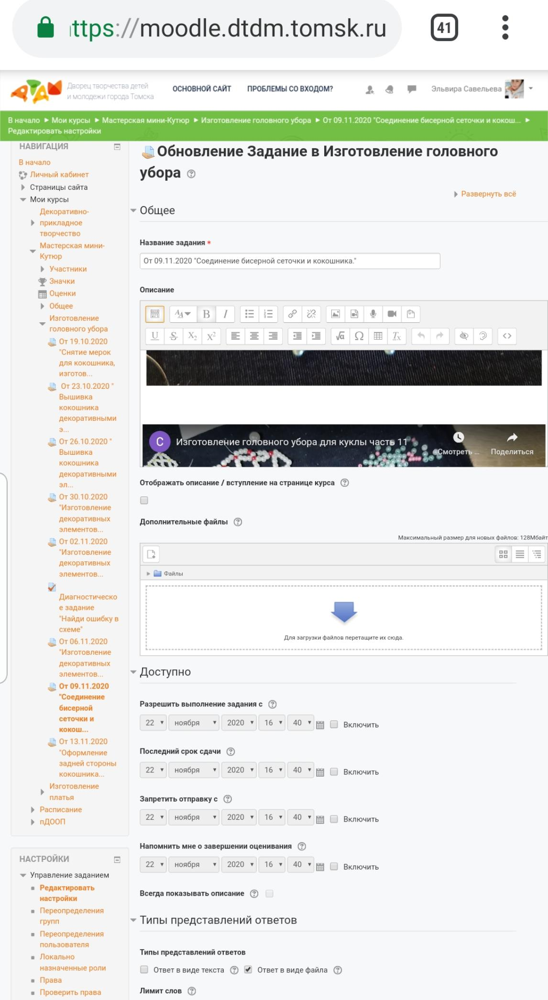 ttps://moodle.dtdm.tomsk.ru
41
ДТДМ
Дворец творчества детей
и молодежи города Томска
ОСНОВНОЙ САЙТ
ПРОБЛЕМЫ СО ВХОДОМ?
Эльвира Савельева
В начало ► Мои курсы ► Мастерская мини-Кутюр ► Изготовление головного убора ► От 09.11.2020 "Соединение бисерной сеточки и кокош... ►
Редактировать настройки
НАВИГАЦИЯ
В начало
Личный кабинет
Страницы сайта
Мои курсы
Декоративно-
прикладное
творчество
Мастерская мини-
Кутюр
Участники
Значки
Оценки
Общее
Изготовление
головного убора
От 19.10.2020
"Снятие мерок
для кокошника,
изготов...
От 23.10.2020 "
Вышивка
кокошника
декоративными
э...
От 26.10.2020 "
Вышивка
кокошника
декоративными
эл...
От 30.10.2020
"Изготовление
декоративных
элементов...
От 02.11.2020
"Изготовление
декоративных
элементов...
Диагностическо
е задание
"Найди ошибку в
схеме"
От 06.11.2020
"Изготовление
декоративных
элементов...
От 09.11.2020
"Соединение
бисерной
сеточки и
кокош...
От 13.11.2020
"Оформление
задней стороны
кокошника...
Изготовление
платья
Расписание
пДООП
НАСТРОЙКИ
Управление заданием
Редактировать
настройки
Переопределения
групп
Переопределения
пользователя
Локально
назначенные роли
Права
Проверить права
Обновление Задание в Изготовление головного
убора
Развернуть всё
Общее
Название задания *
От 09.11.2020 "Соединение бисерной сеточки и кокошника."
Описание
B I
U S X₂ X²
√α Ω Tx
C Изготовление головного убора для куклы часть 11
Смотреть ... Поделиться
Отображать описание / вступление на странице курса
Дополнительные файлы
Максимальный размер для новых файлов: 128Мбайт
Файлы
Для загрузки файлов перетащите их сюда.
Доступно
Разрешить выполнение задания с
22 ноября 2020 16 40 Включить
Последний срок сдачи
22 ноября 2020 16 40 Включить
Запретить отправку с
22 ноября 2020 16 40 Включить
Напомнить мне о завершении оценивания
22 ноября 2020 16 40 Включить
Всегда показывать описание
Типы представлений ответов
Типы представлений ответов
Ответ в виде текста Ответ в виде файла
Лимит слов